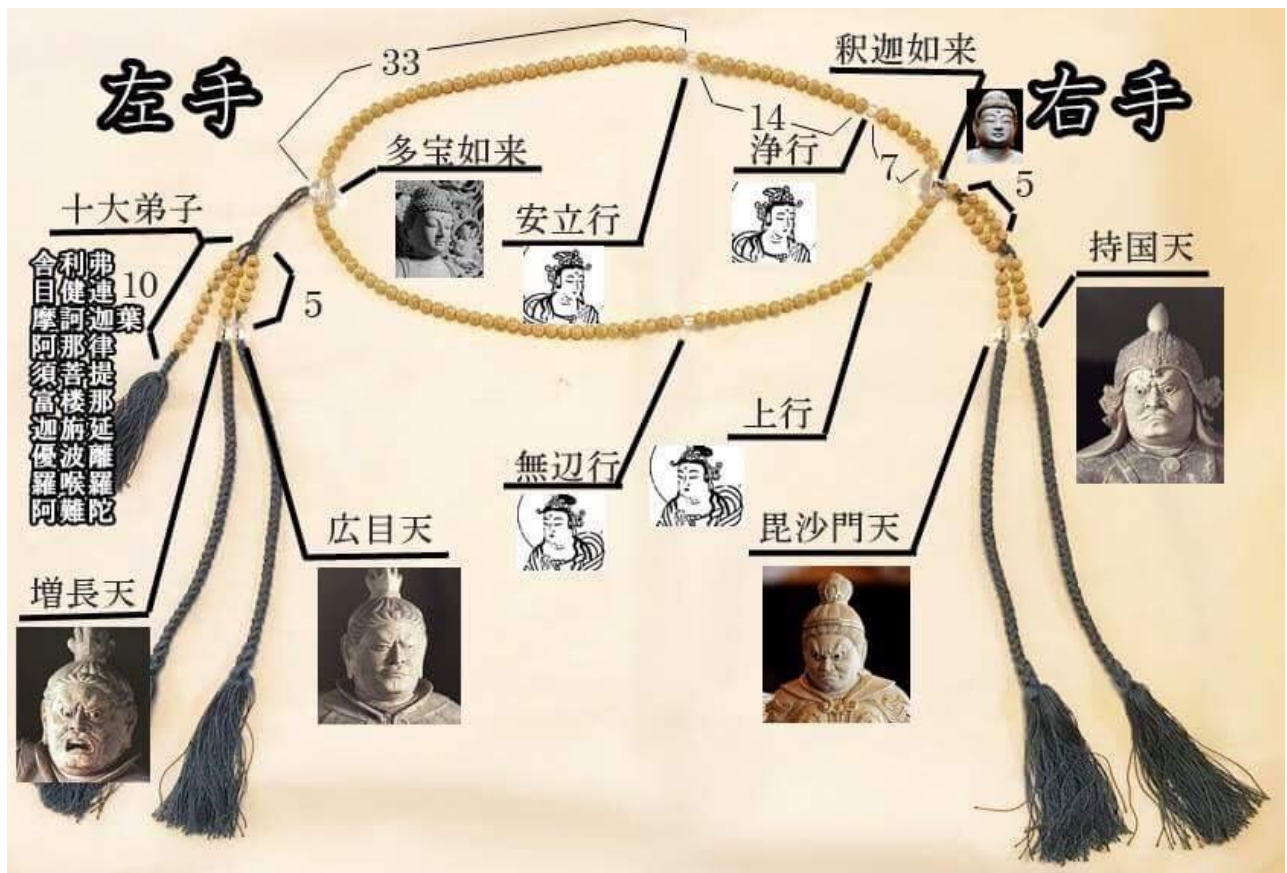 左手
右手
33
釈迦如来
14
浄行
7
5
多宝如来
安立行
十大弟子
舎利弗
目健連
摩訶迦葉
阿那律
須菩提
富楼那
迦旃延
優波離
羅喉羅
阿難陀
10
5
持国天
上行
無辺行
広目天
毘沙門天
増長天